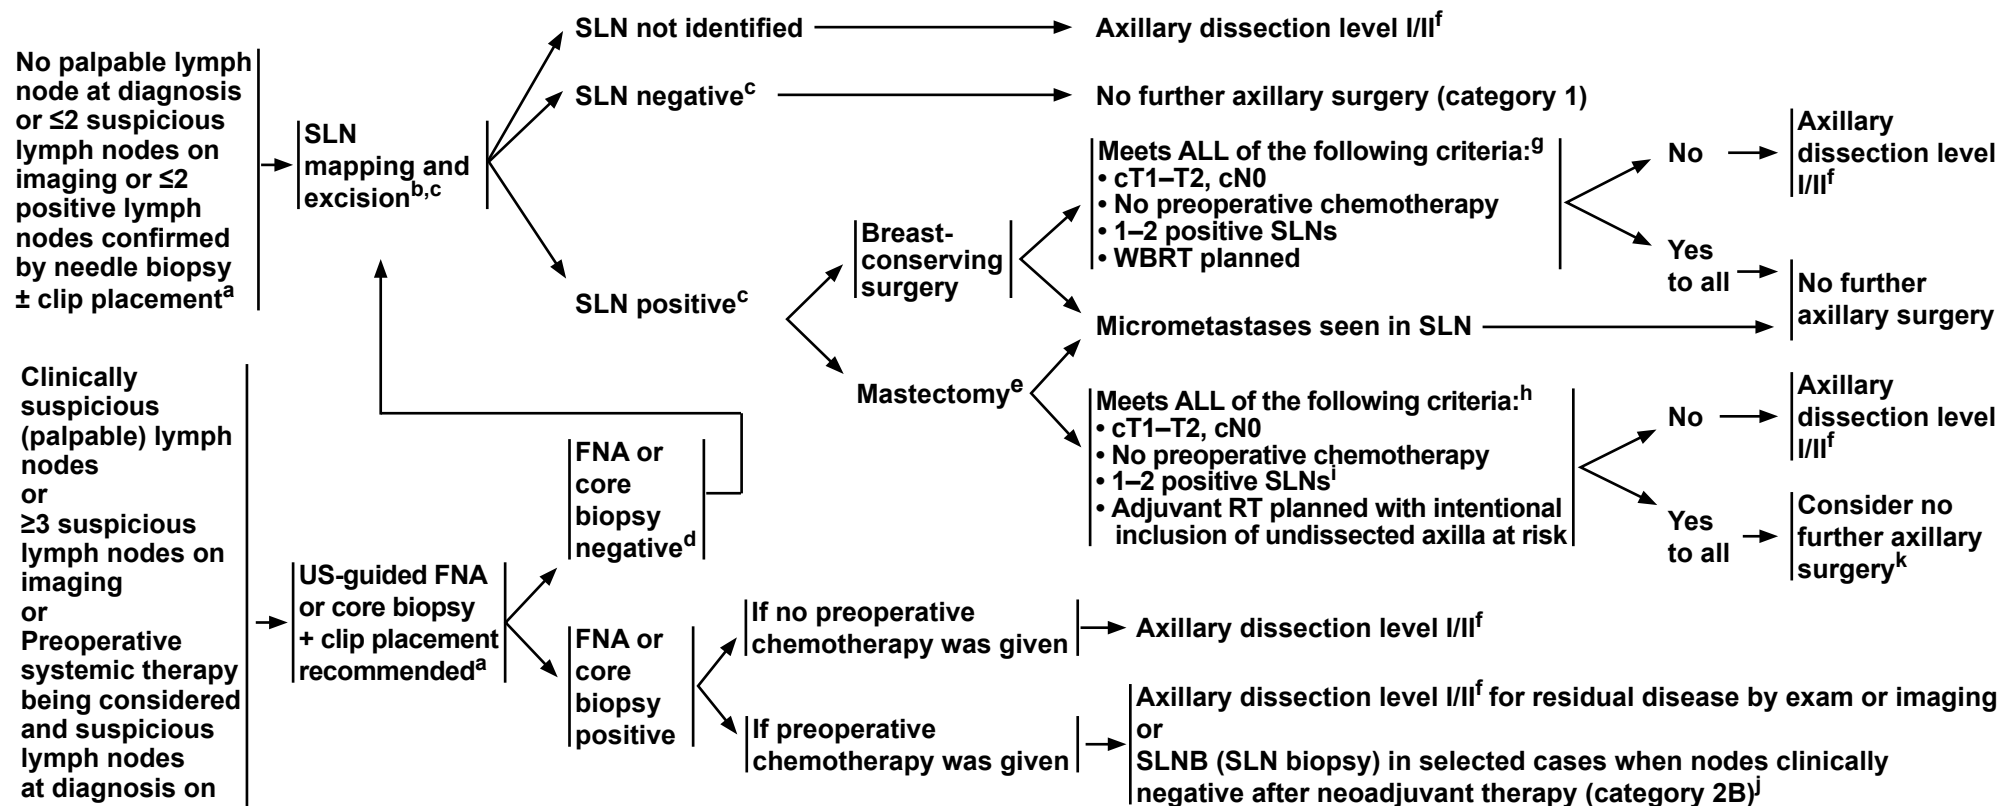 No palpable lymph
node at diagnosis
or ≤2 suspicious
lymph nodes on
imaging or ≤2
positive lymph
nodes confirmed
by needle biopsy
± clip placementᵃ
SLN
mapping and
excisionᵇ,ᶜ
SLN not identified
Axillary dissection level I/IIᶠ
SLN negativeᶜ
No further axillary surgery (category 1)
SLN positiveᶜ
Breast-
conserving
surgery
Meets ALL of the following criteria:ᵍ
• cT1–T2, cN0
• No preoperative chemotherapy
• 1–2 positive SLNs
• WBRT planned
No
Axillary
dissection level
I/IIᶠ
Yes
to all
No further
axillary surgery
Micrometastases seen in SLN
Mastectomyᵉ
Meets ALL of the following criteria:ʰ
• cT1–T2, cN0
• No preoperative chemotherapy
• 1–2 positive SLNsⁱ
• Adjuvant RT planned with intentional
inclusion of undissected axilla at risk
No
Axillary
dissection level
I/IIᶠ
Yes
to all
Consider no
further axillary
surgeryᵏ
Clinically
suspicious
(palpable) lymph
nodes
or
≥3 suspicious
lymph nodes on
imaging
or
Preoperative
systemic therapy
being considered
and suspicious
lymph nodes
at diagnosis on
US-guided FNA
or core biopsy
+ clip placement
recommendedᵃ
FNA or
core
biopsy
negativeᵈ
FNA or
core
biopsy
positive
If no preoperative
chemotherapy was given
Axillary dissection level I/IIᶠ
If preoperative
chemotherapy was given
Axillary dissection level I/IIᶠ for residual disease by exam or imaging
or
SLNB (SLN biopsy) in selected cases when nodes clinically
negative after neoadjuvant therapy (category 2B)ʲ